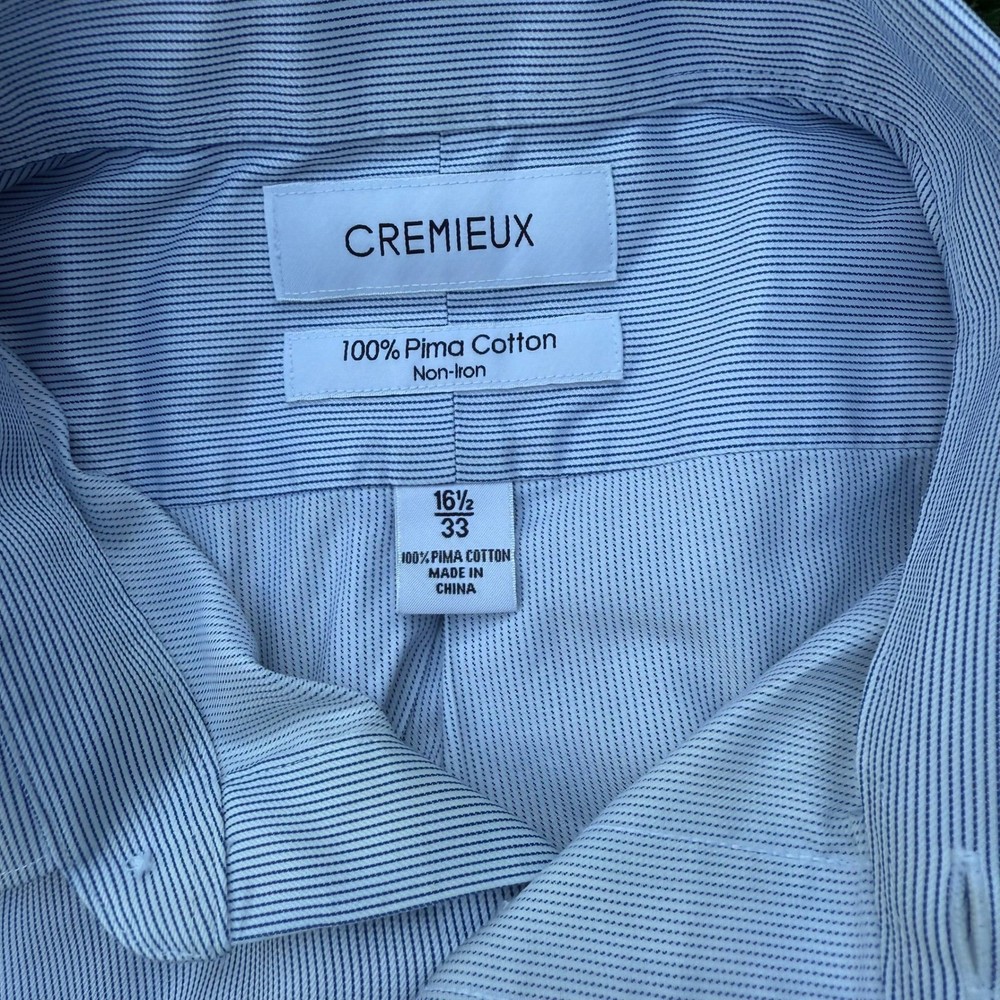 CREMIEUX
100% Pima Cotton
Non-Iron
16½
33
100% PIMA COTTON
MADE IN
CHINA